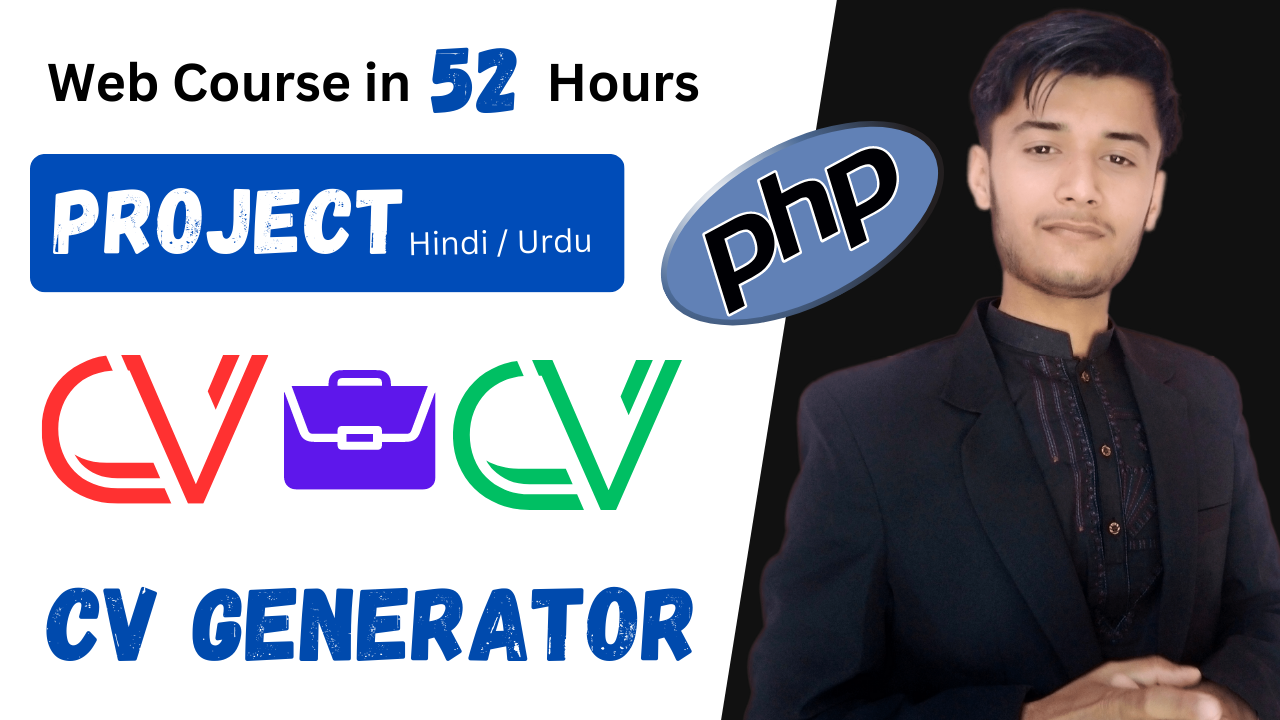 Web Course in 52 Hours
PROJECT Hindi / Urdu
php
CV CV
CV GENERATOR